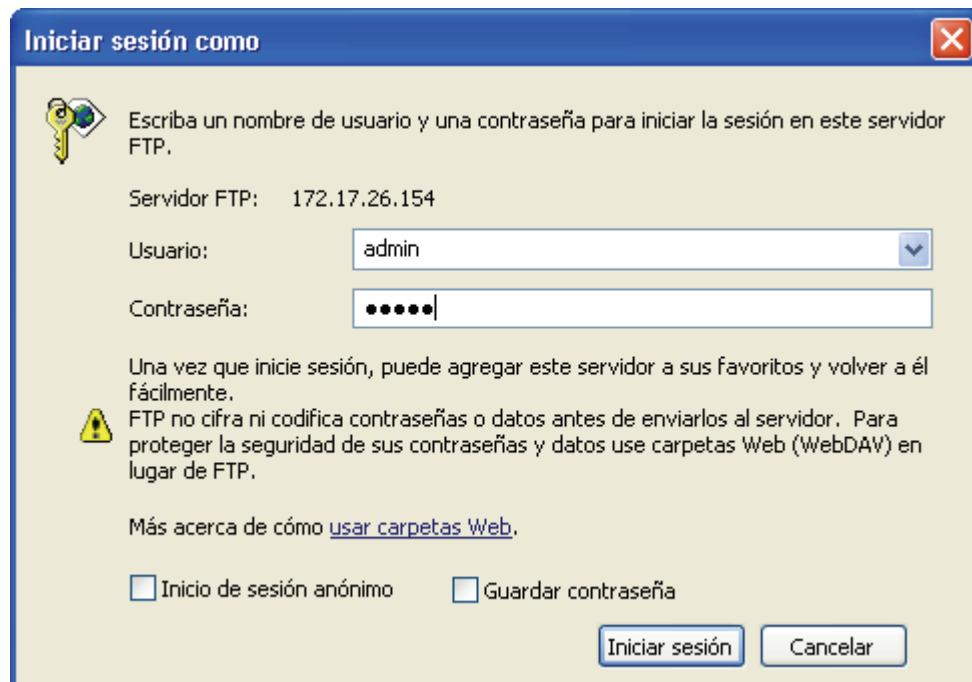 Iniciar sesión como
Escriba un nombre de usuario y una contraseña para iniciar la sesión en este servidor
FTP.
Servidor FTP: 172.17.26.154
Usuario: admin
Contraseña: •••••
Una vez que inicie sesión, puede agregar este servidor a sus favoritos y volver a él
fácilmente.
FTP no cifra ni codifica contraseñas o datos antes de enviarlos al servidor. Para
proteger la seguridad de sus contraseñas y datos use carpetas Web (WebDAV) en
lugar de FTP.
Más acerca de cómo usar carpetas Web.
Inicio de sesión anónimo Guardar contraseña
Iniciar sesión Cancelar